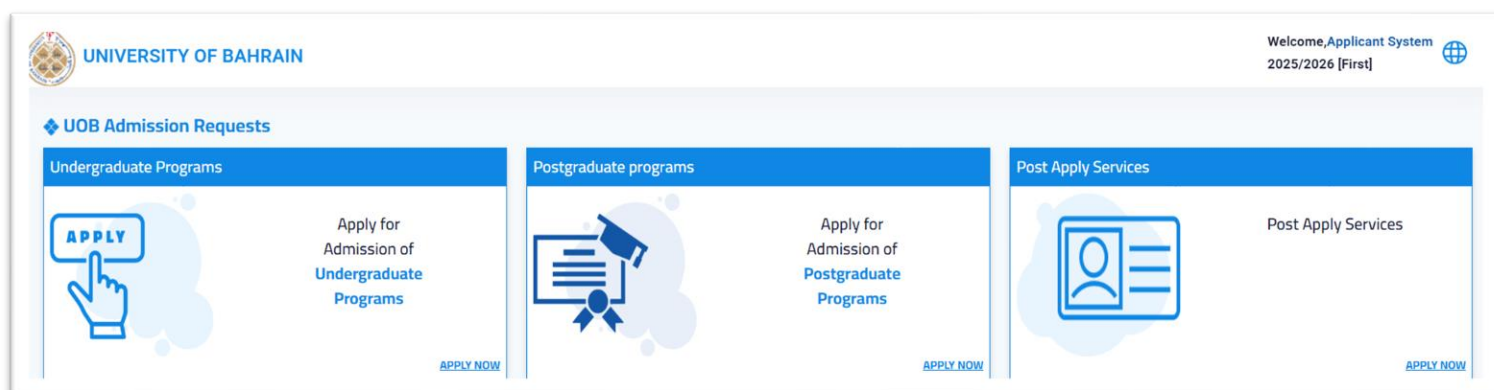 UNIVERSITY OF BAHRAIN
Welcome,Applicant System
2025/2026 [First]
UOB Admission Requests
Undergraduate Programs
APPLY
Apply for
Admission of
Undergraduate
Programs
APPLY NOW
Postgraduate programs
Apply for
Admission of
Postgraduate
Programs
APPLY NOW
Post Apply Services
Post Apply Services
APPLY NOW